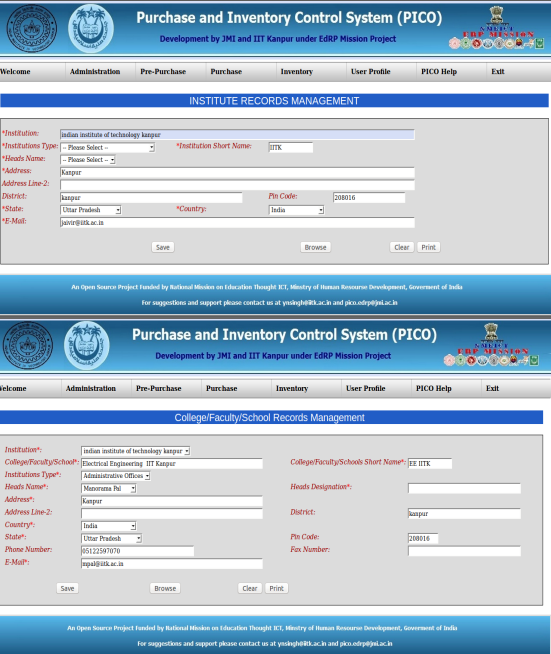 Purchase and Inventory Control System (PICO)
Development by JMI and IIT Kanpur under EdRP Mission Project
ERP MISSION
Welcome Administration Pre-Purchase Purchase Inventory User Profile PICO Help Exit
INSTITUTE RECORDS MANAGEMENT
*Institution: indian institute of technology kanpur
*Institutions Type: -- Please Select -- *Institution Short Name: IITK
*Heads Name: -- Please Select --
*Address: Kanpur
Address Line-2:
District: kanpur Pin Code: 208016
*State: Uttar Pradesh *Country: India
*E-Mail: jaivir@iitk.ac.in
Save Browse Clear Print
An Open Source Project Funded by National Mission on Education Thought ICT, Minstry of Human Resourse Development, Goverment of India
For suggestions and support please contact us at ynsingh@iitk.ac.in and pico.edrp@jmi.ac.in
Purchase and Inventory Control System (PICO)
Development by JMI and IIT Kanpur under EdRP Mission Project
ERP MISSION
Welcome Administration Pre-Purchase Purchase Inventory User Profile PICO Help Exit
College/Faculty/School Records Management
Institution*: indian institute of technology kanpur
College/Faculty/School*: Electrical Engineering IIT Kanpur College/Faculty/Schools Short Name*: EE IITK
Institutions Type*: Administrative Offices
Heads Name*: Manorama Pal Heads Designation*:
Address*: Kanpur
Address Line-2: District: kanpur
Country*: India
State*: Uttar Pradesh Pin Code: 208016
Phone Number: 05122597070 Fax Number:
E-Mail*: mpal@iitk.ac.in
Save Browse Clear Print
An Open Source Project Funded by National Mission on Education Thought ICT, Minstry of Human Resourse Development, Goverment of India
For suggestions and support please contact us at ynsingh@iitk.ac.in and pico.edrp@jmi.ac.in